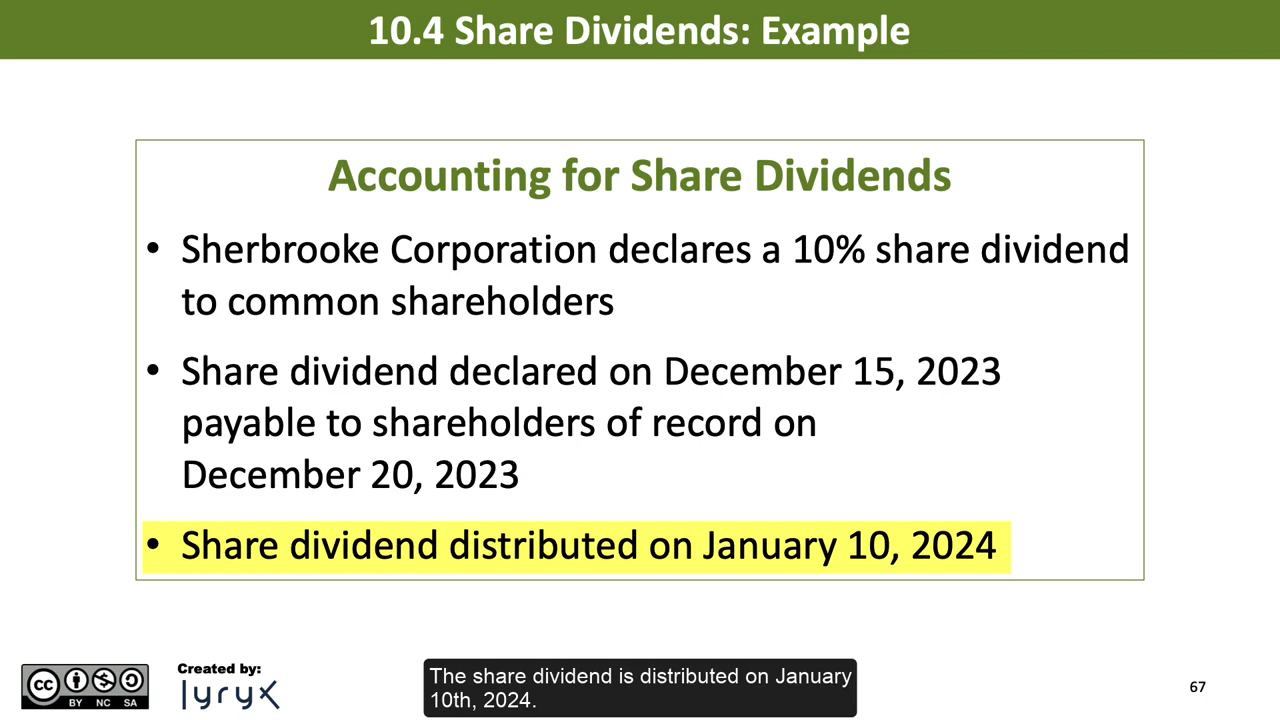 10.4 Share Dividends: Example
Accounting for Share Dividends
• Sherbrooke Corporation declares a 10% share dividend
to common shareholders
• Share dividend declared on December 15, 2023
payable to shareholders of record on
December 20, 2023
• Share dividend distributed on January 10, 2024
cc
BY NC SA
Created by:
lyryx
The share dividend is distributed on January
10th, 2024.
67